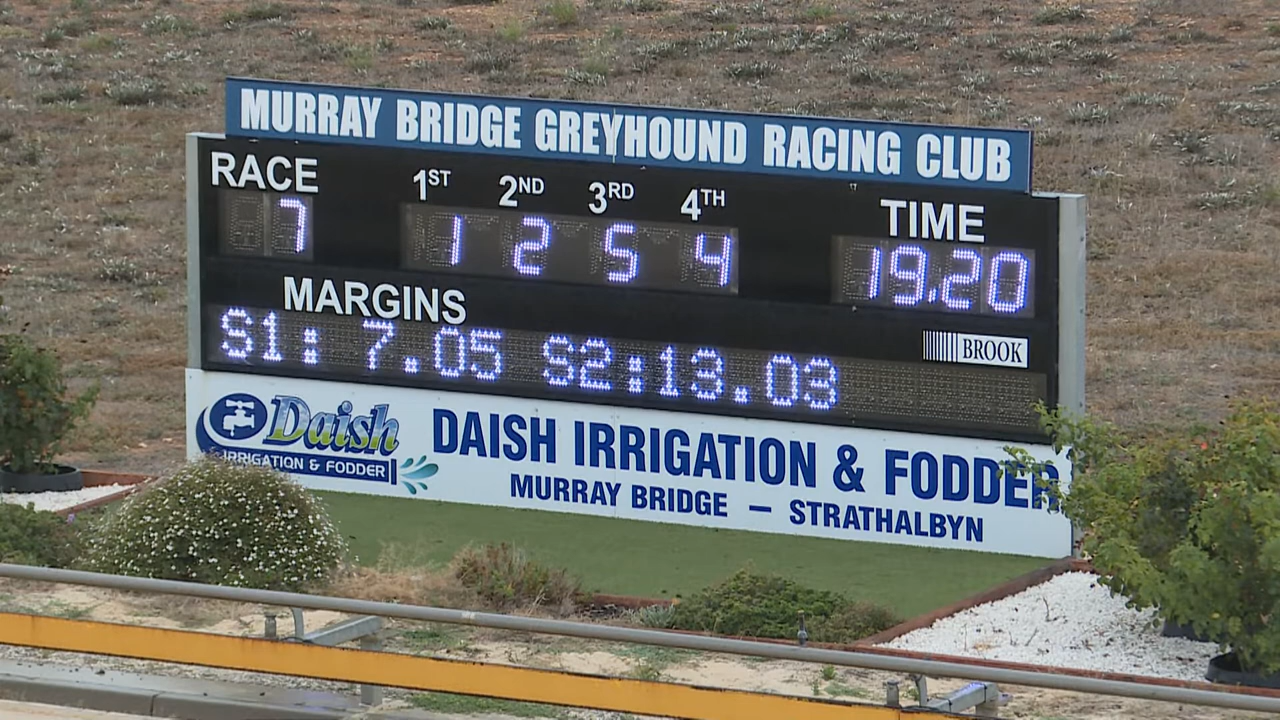 MURRAY BRIDGE GREYHOUND RACING CLUB
RACE 1ST 2ND 3RD 4TH TIME
7 1 2 5 4 19.20
MARGINS
BROOK
S1: 7.05 S2:13.03
Daish
IRRIGATION & FODDER
DAISH IRRIGATION & FODDER
MURRAY BRIDGE – STRATHALBYN